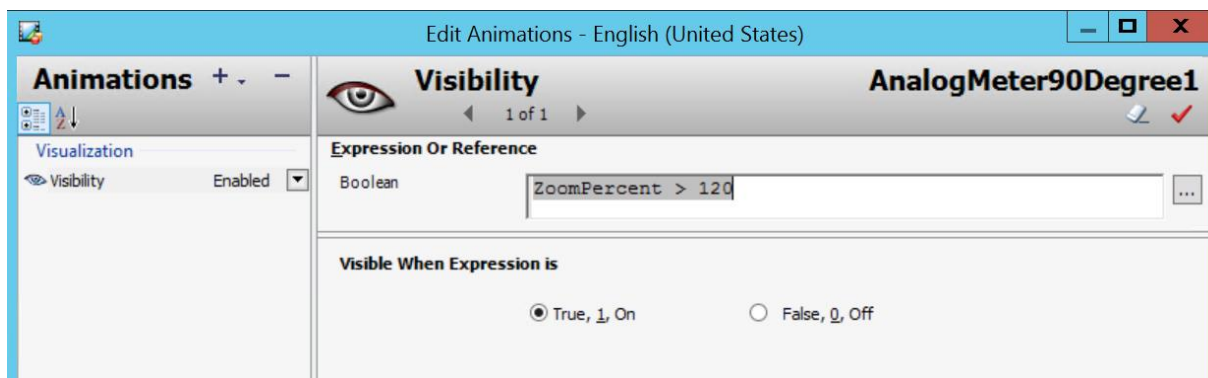 Edit Animations - English (United States)
Animations
Visibility
AnalogMeter90Degree1
1 of 1
Visualization
Visibility Enabled
Expression Or Reference
Boolean
ZoomPercent > 120
...
Visible When Expression is
True, 1, On
False, 0, Off